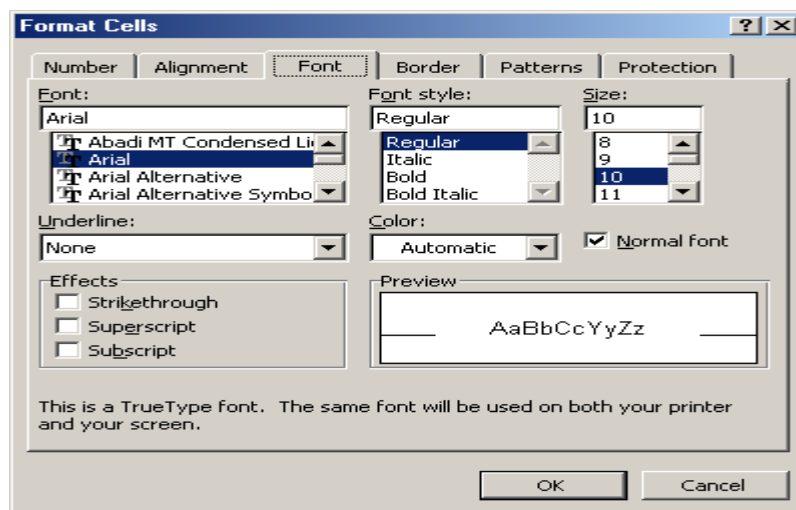 Format Cells
Number Alignment Font Border Patterns Protection
Font: Font style: Size:
Arial Regular 10
Abadi MT Condensed Li Regular 8
Arial Italic 9
Arial Alternative Bold 10
Arial Alternative Symbo Bold Italic 11
Underline: Color:
None Automatic Normal font
Effects Preview
Strikethrough
Superscript AaBbCcYyZz
Subscript
This is a TrueType font. The same font will be used on both your printer
and your screen.
OK Cancel